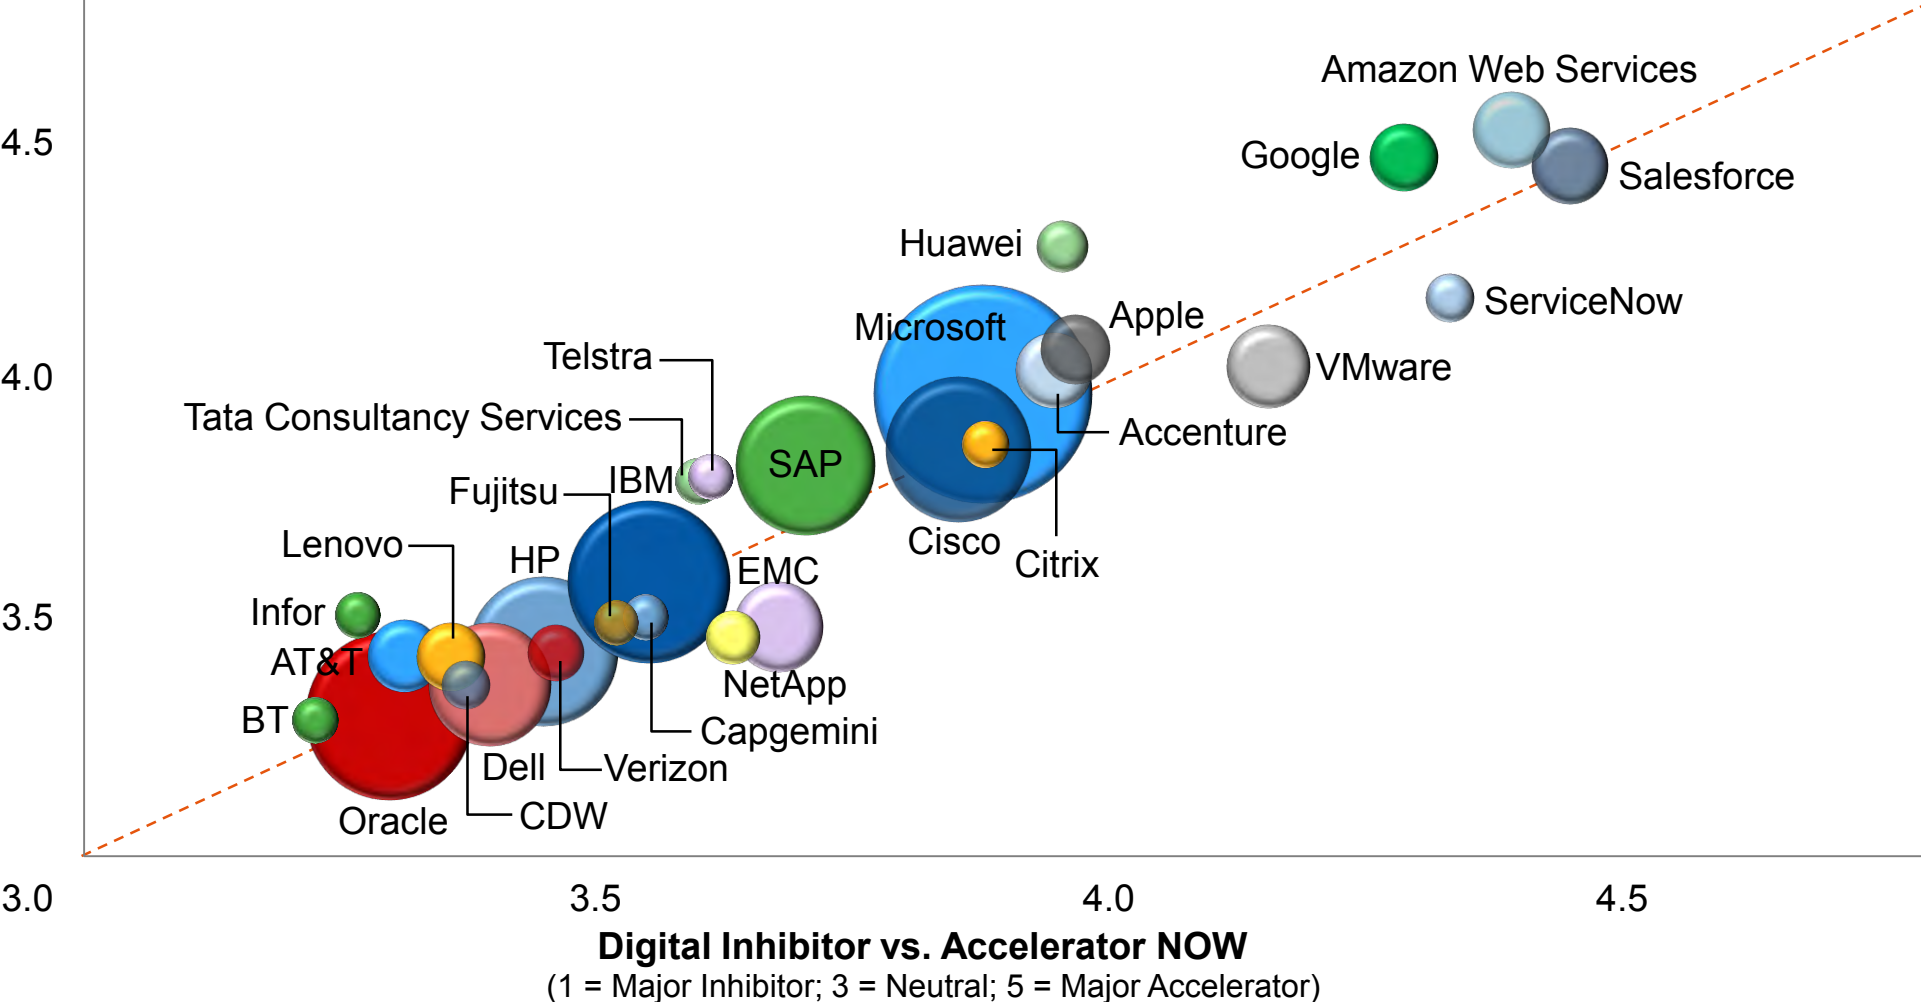 Amazon Web Services
4.5
Google
Salesforce
Huawei
ServiceNow
Apple
Microsoft
Telstra
VMware
4.0
Tata Consultancy Services
Accenture
SAP
IBM
Fujitsu
Cisco
Lenovo
HP
Citrix
EMC
Infor
3.5
AT&T
NetApp
BT
Capgemini
Dell
Verizon
CDW
Oracle
3.0
3.5
4.0
4.5
Digital Inhibitor vs. Accelerator NOW
(1 = Major Inhibitor; 3 = Neutral; 5 = Major Accelerator)